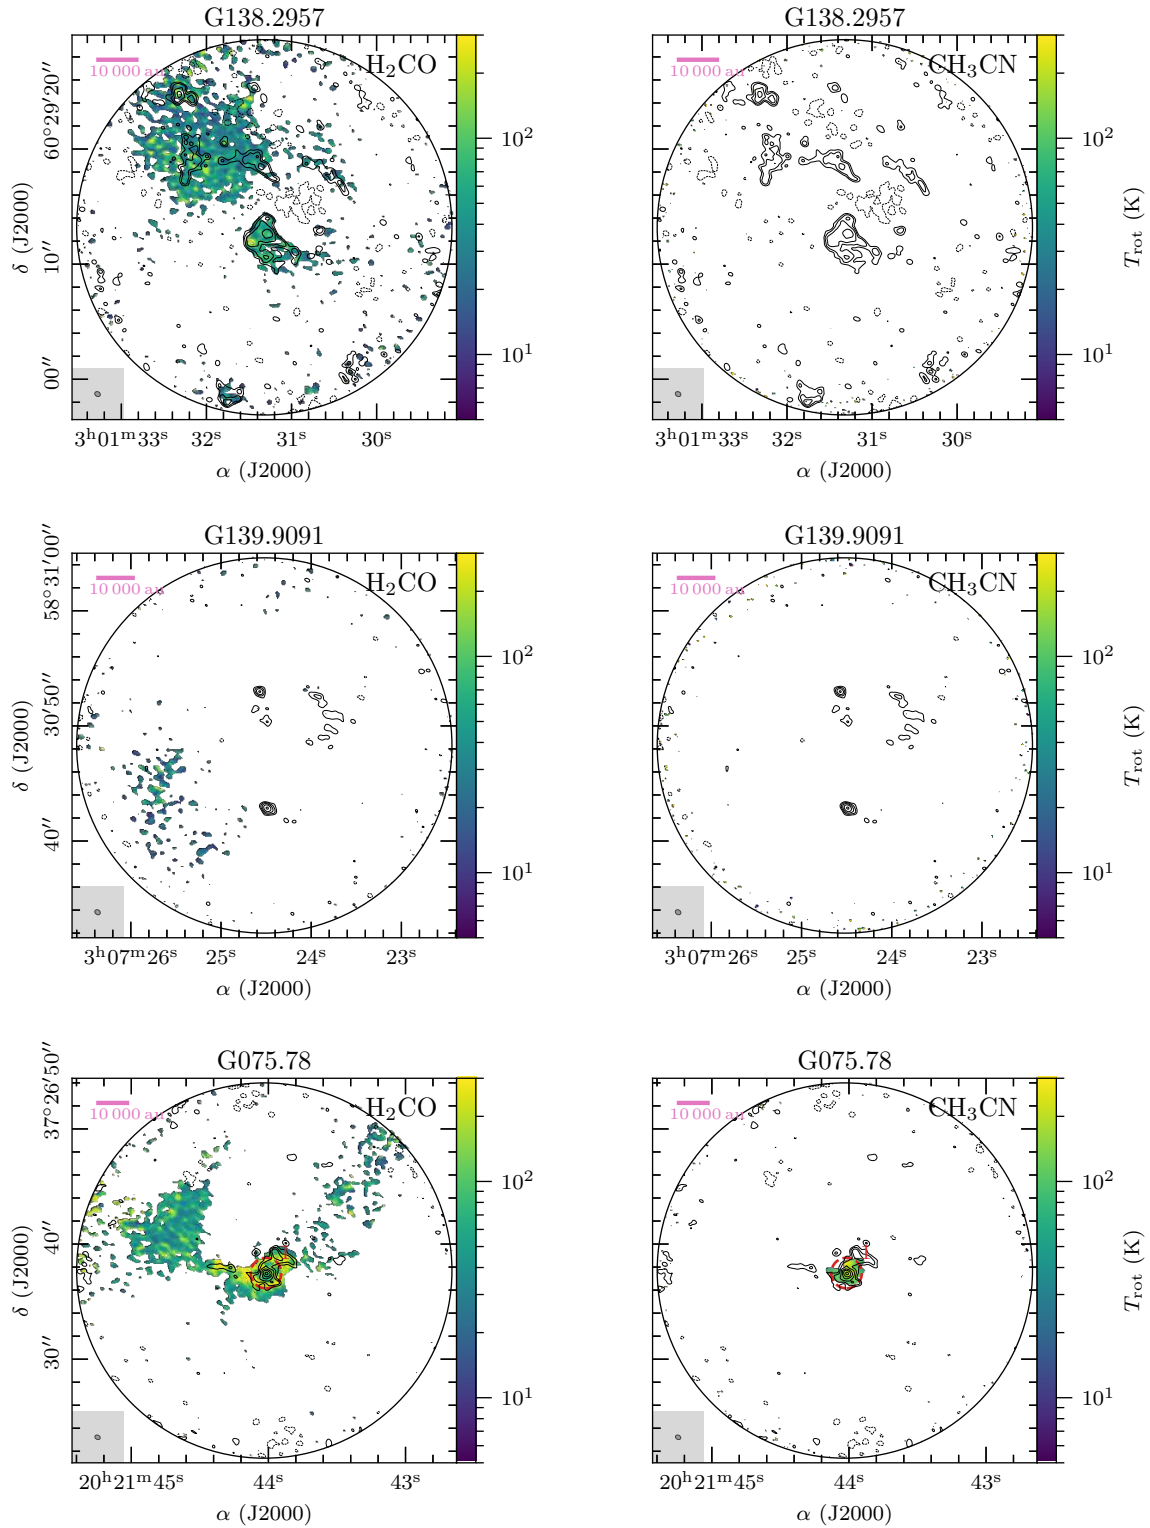 G138.2957
G138.2957
10 000 au
H₂CO
10 000 au
CH₃CN
δ (J2000)
60°29′20″
10″
00″
10²
10¹
10²
10¹
T_rot (K)
3ʰ01ᵐ33ˢ 32ˢ 31ˢ 30ˢ
3ʰ01ᵐ33ˢ 32ˢ 31ˢ 30ˢ
α (J2000)
α (J2000)
G139.9091
G139.9091
10 000 au
H₂CO
10 000 au
CH₃CN
δ (J2000)
58°31′00″
30′50″
40″
10²
10¹
10²
10¹
T_rot (K)
3ʰ07ᵐ26ˢ 25ˢ 24ˢ 23ˢ
3ʰ07ᵐ26ˢ 25ˢ 24ˢ 23ˢ
α (J2000)
α (J2000)
G075.78
G075.78
10 000 au
H₂CO
10 000 au
CH₃CN
δ (J2000)
37°26′50″
40″
30″
10²
10¹
10²
10¹
T_rot (K)
20ʰ21ᵐ45ˢ 44ˢ 43ˢ
20ʰ21ᵐ45ˢ 44ˢ 43ˢ
α (J2000)
α (J2000)